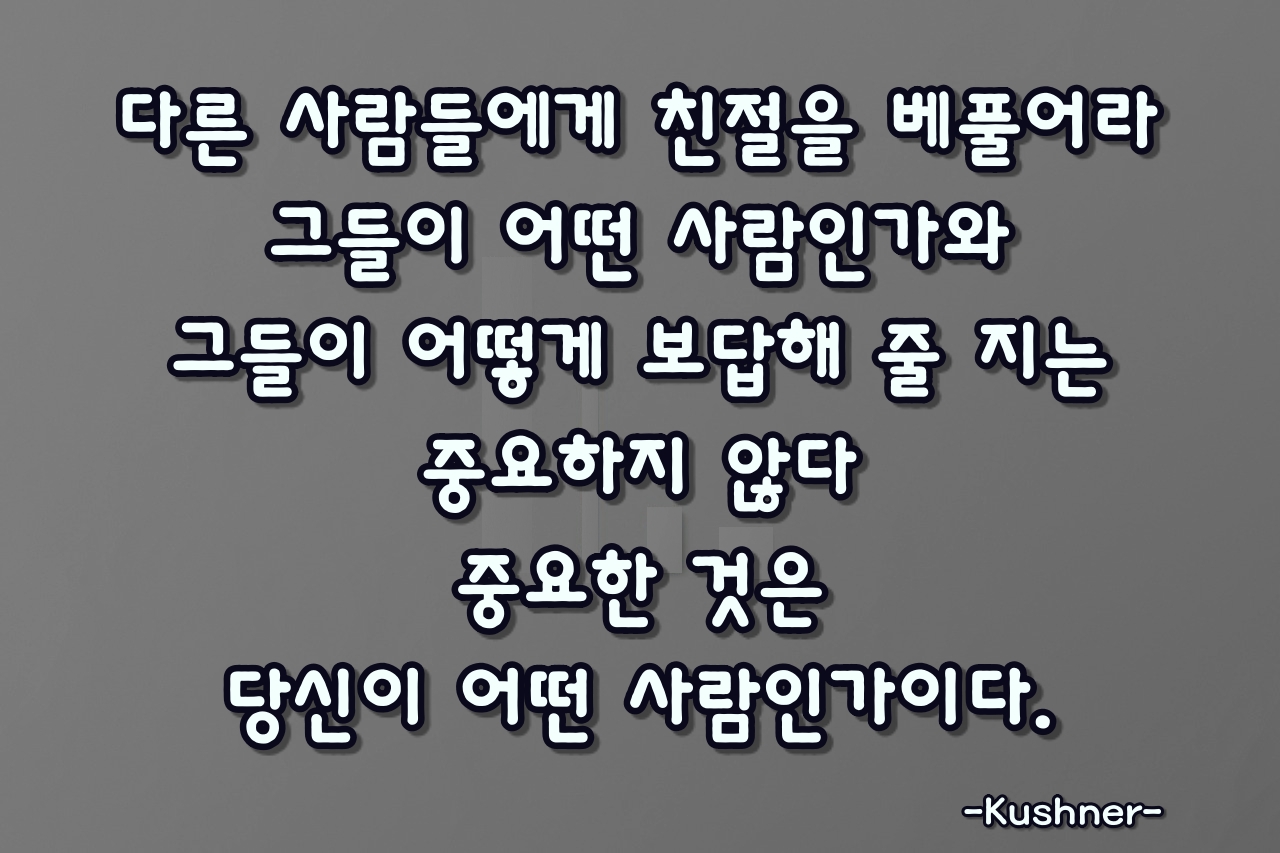 다른 사람들에게 친절을 베풀어라
그들이 어떤 사람인가와
그들이 어떻게 보답해 줄 지는
중요하지 않다
중요한 것은
당신이 어떤 사람인가이다.
-Kushner-